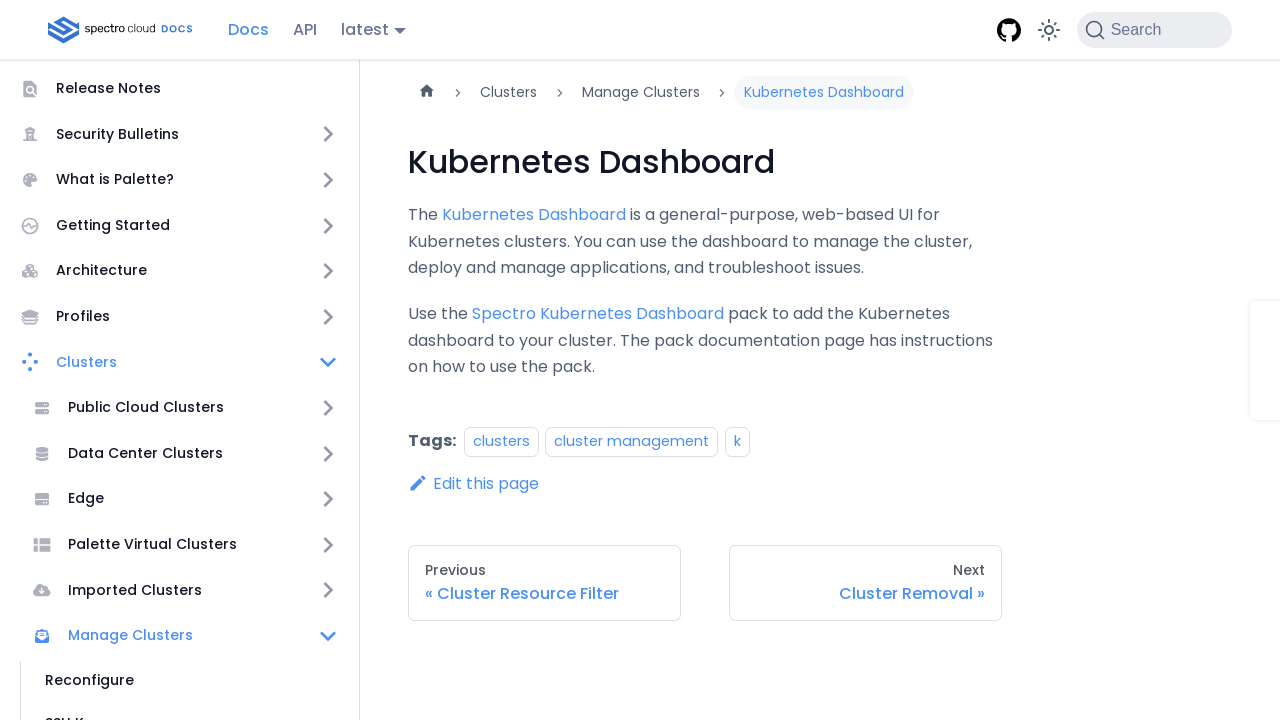 spectro cloud DOCS Docs API latest Search
Release Notes
Security Bulletins
What is Palette?
Getting Started
Architecture
Profiles
Clusters
Public Cloud Clusters
Data Center Clusters
Edge
Palette Virtual Clusters
Imported Clusters
Manage Clusters
Reconfigure
Clusters Manage Clusters Kubernetes Dashboard
Kubernetes Dashboard
The Kubernetes Dashboard is a general-purpose, web-based UI for
Kubernetes clusters. You can use the dashboard to manage the cluster,
deploy and manage applications, and troubleshoot issues.
Use the Spectro Kubernetes Dashboard pack to add the Kubernetes
dashboard to your cluster. The pack documentation page has instructions
on how to use the pack.
Tags: clusters cluster management k
Edit this page
Previous
« Cluster Resource Filter
Next
Cluster Removal »